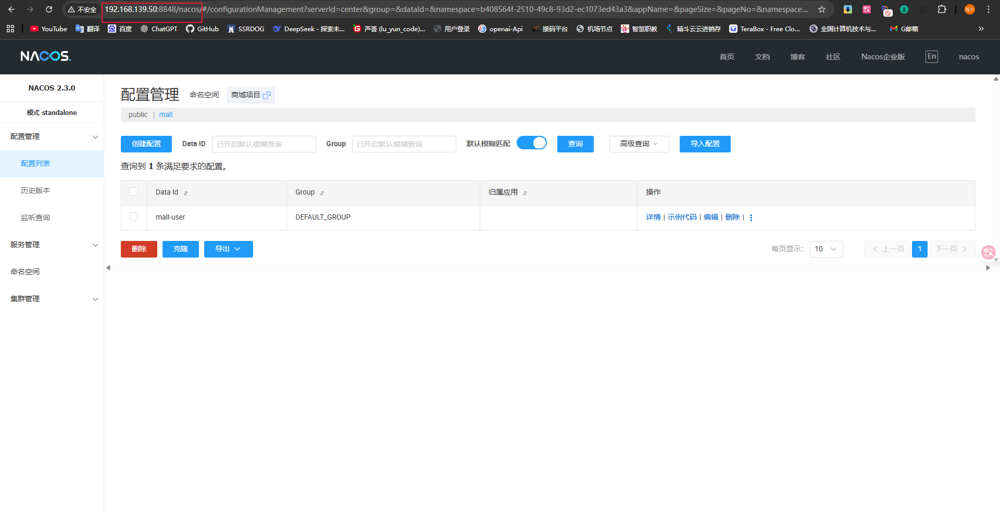 不安全 192.168.139.50:8848/nacos/#/configurationManagement?serverId=center&group=&dataId=&namespace=b408564f-2510-49c8-93d2-ec1073ed43a3&appName=&pageSize=&pageNo=&namespace... 陆小
YouTube 翻译 百度 ChatGPT GitHub SSRDOG DeepSeek - 探索未... 芦荟 (lu_yun_code)... 用户登录 openai-Api 接码平台 机场节点 智慧职教 精斗云云进销存 TeraBox - Free Clo... 全国计算机技术与... G邮箱
NACOS. 首页 文档 博客 社区 Nacos企业版 En nacos
NACOS 2.3.0
模式 standalone
配置管理
配置列表
历史版本
监听查询
服务管理
命名空间
集群管理
配置管理 命名空间 商城项目
public | mall
创建配置 Data ID 已开启默认模糊查询 Group 已开启默认模糊查询 默认模糊匹配 查询 高级查询 导入配置
查询到 1 条满足要求的配置。
Data Id Group 归属应用 操作
mall-user DEFAULT_GROUP 详情 | 示例代码 | 编辑 | 删除 |
删除 克隆 导出 每页显示: 10 上一页 1 下一页